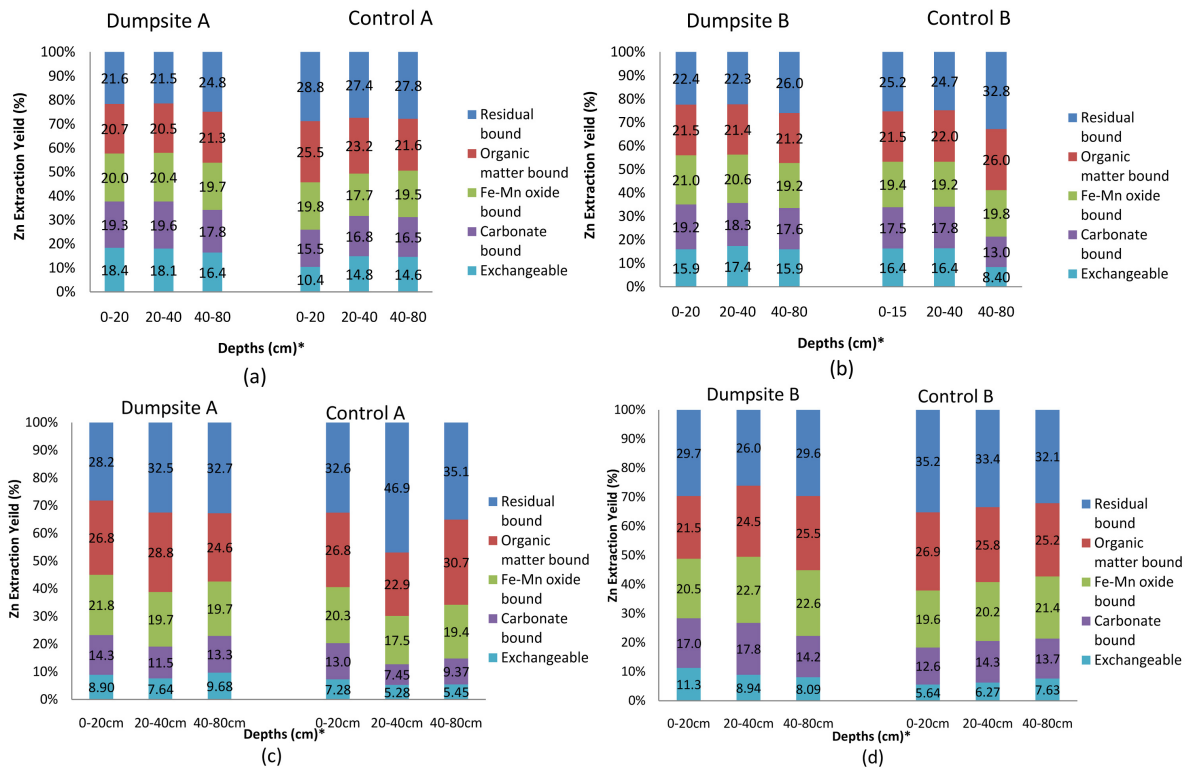 Dumpsite A
Control A
100%
90%
80%
70%
60%
50%
40%
30%
20%
10%
0%
Zn Extraction Yeild (%)
21.6 21.5 24.8 28.8 27.4 27.8
20.7 20.5 21.3 25.5 23.2 21.6
20.0 20.4 19.7 19.8 17.7 19.5
19.3 19.6 17.8 15.5 16.8 16.5
18.4 18.1 16.4 10.4 14.8 14.6
0-20 20-40 40-80 0-20 20-40 40-80
Depths (cm)*
Residual
bound
Organic
matter bound
Fe-Mn oxide
bound
Carbonate
bound
Exchangeable
(a)
Dumpsite B
Control B
100%
90%
80%
70%
60%
50%
40%
30%
20%
10%
0%
Zn Extraction Yeild (%)
22.4 22.3 26.0 25.2 24.7 32.8
21.5 21.4 21.2 21.5 22.0 26.0
21.0 20.6 19.2 19.4 19.2 19.8
19.2 18.3 17.6 17.5 17.8 13.0
15.9 17.4 15.9 16.4 16.4 8.40
0-20 20-40 40-80 0-15 20-40 40-80
Depths (cm)*
Residual
bound
Organic
matter bound
Fe-Mn oxide
bound
Carbonate
bound
Exchangeable
(b)
Dumpsite A
Control A
100%
90%
80%
70%
60%
50%
40%
30%
20%
10%
0%
Zn Extraction Yeild (%)
28.2 32.5 32.7 32.6 46.9 35.1
26.8 28.8 24.6 26.8 22.9 30.7
21.8 19.7 19.7 20.3 17.5 19.4
14.3 11.5 13.3 13.0 7.45 9.37
8.90 7.64 9.68 7.28 5.28 5.45
0-20cm 20-40cm 40-80cm 0-20cm 20-40cm 40-80cm
Depths (cm)*
Residual
bound
Organic
matter bound
Fe-Mn oxide
bound
Carbonate
bound
Exchangeable
(c)
Dumpsite B
Control B
100%
90%
80%
70%
60%
50%
40%
30%
20%
10%
0%
Zn Extraction Yeild (%)
29.7 26.0 29.6 35.2 33.4 32.1
21.5 24.5 25.5 26.9 25.8 25.2
20.5 22.7 22.6 19.6 20.2 21.4
17.0 17.8 14.2 12.6 14.3 13.7
11.3 8.94 8.09 5.64 6.27 7.63
0-20cm 20-40cm 40-80cm 0-20cm 20-40cm 40-80cm
Depths (cm)*
Residual
bound
Organic
matter bound
Fe-Mn oxide
bound
Carbonate
bound
Exchangeable
(d)